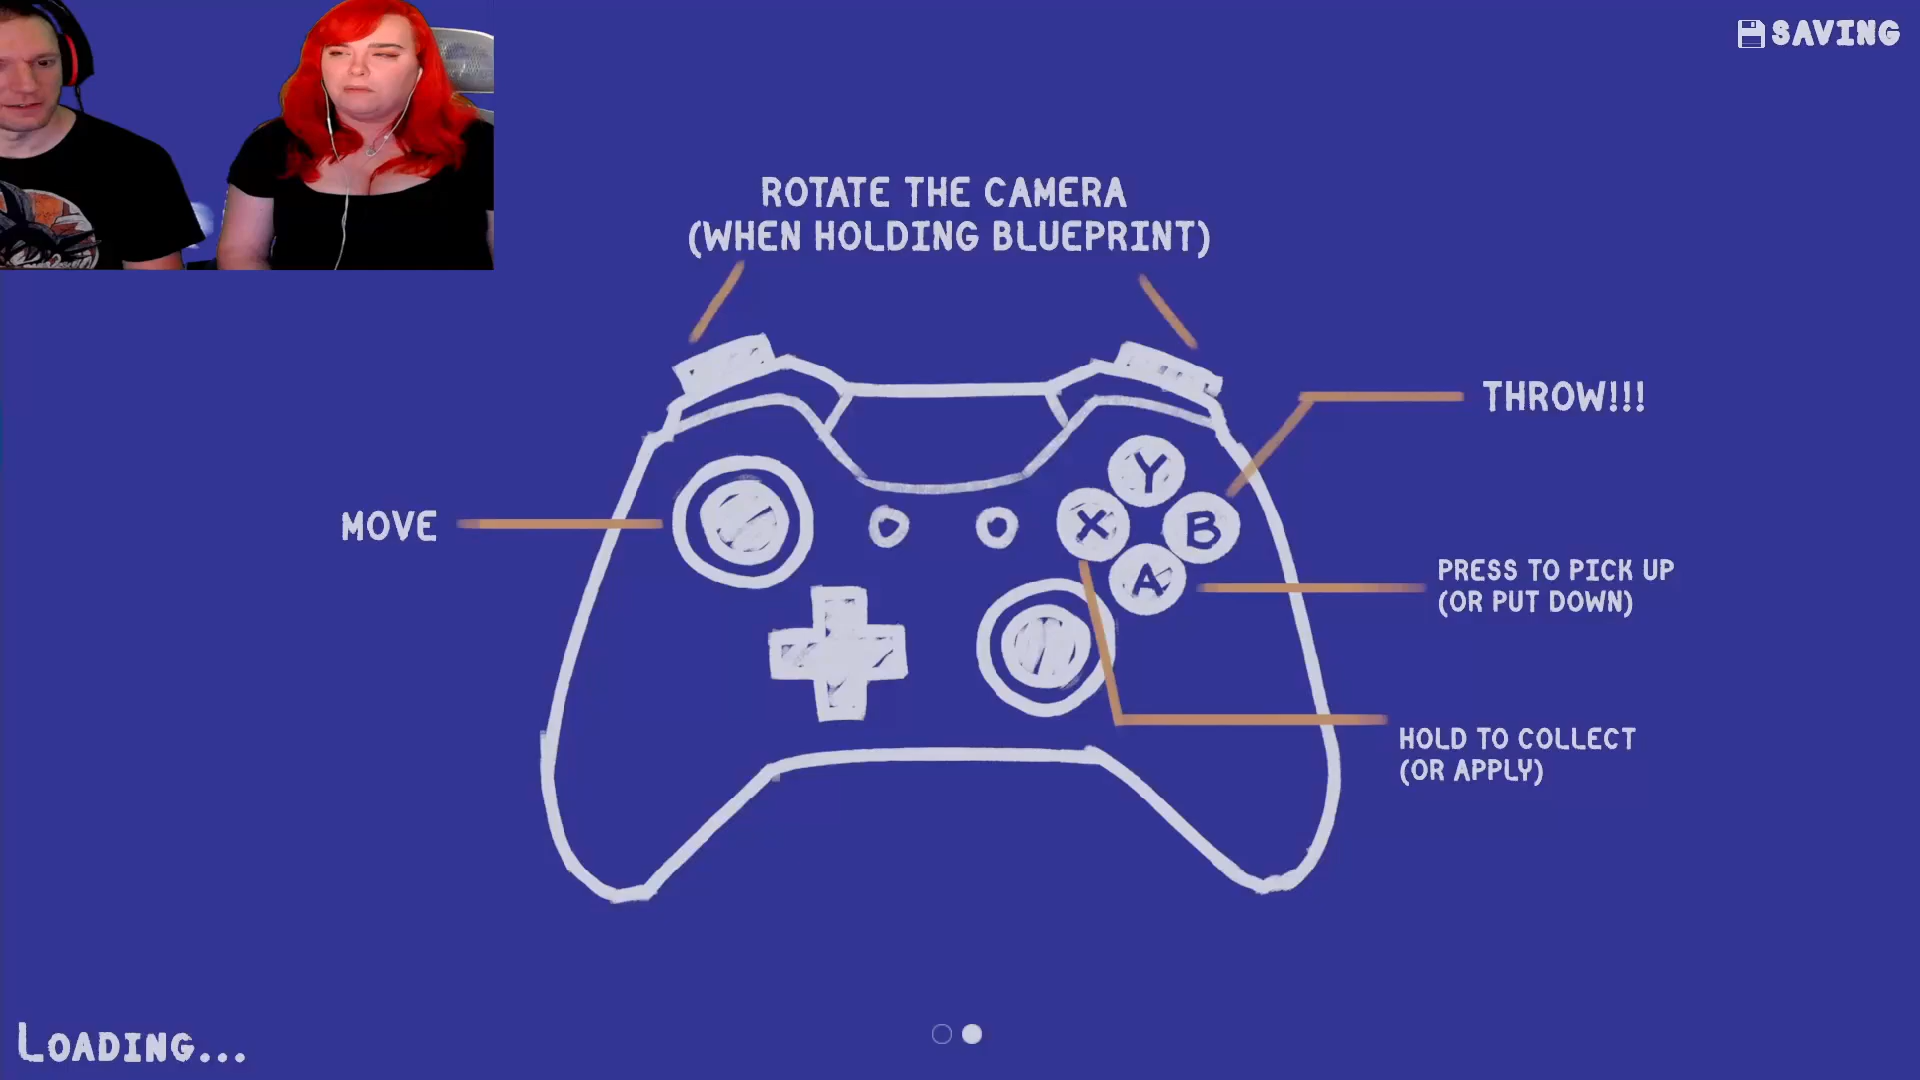 SAVING
ROTATE THE CAMERA
(WHEN HOLDING BLUEPRINT)
THROW!!!
Y
X
B
A
MOVE
PRESS TO PICK UP
(OR PUT DOWN)
HOLD TO COLLECT
(OR APPLY)
LOADING...